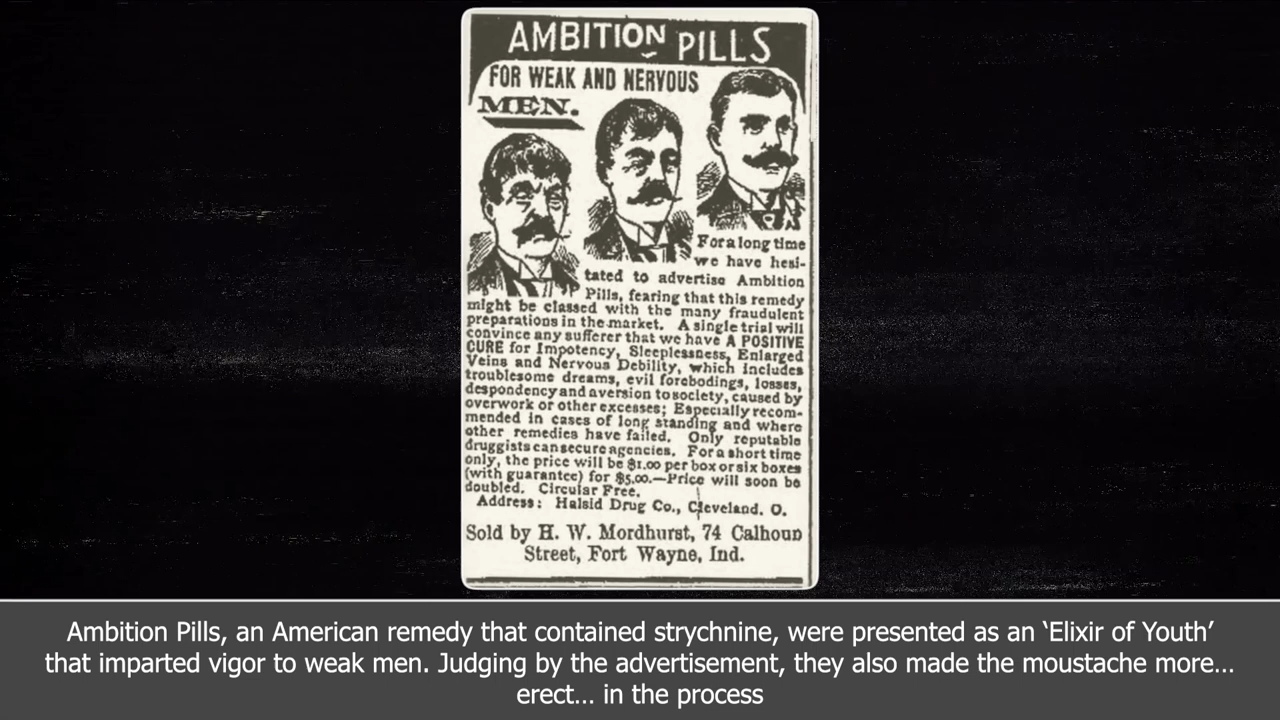 AMBITION PILLS
FOR WEAK AND NERVOUS
MEN.
For a long time
we have hesi-
tated to advertise Ambition
Pills, fearing that this remedy
might be classed with the many fraudulent
preparations in the market. A single trial will
convince any sufferer that we have A POSITIVE
CURE for Impotency, Sleeplessness, Enlarged
Veins and Nervous Debility, which includes
troublesome dreams, evil forebodings, losses,
despondency and aversion to society, caused by
overwork or other excesses; Especially recom-
mended in cases of long standing and where
other remedies have failed. Only reputable
druggists can secure agencies. For a short time
only, the price will be $1.00 per box or six boxes
(with guarantee) for $5.00.—Price will soon be
doubled. Circular Free.
Address: Halsid Drug Co., Cleveland. O.
Sold by H. W. Mordhurst, 74 Calhoun
Street, Fort Wayne, Ind.
Ambition Pills, an American remedy that contained strychnine, were presented as an ‘Elixir of Youth’
that imparted vigor to weak men. Judging by the advertisement, they also made the moustache more...
erect... in the process